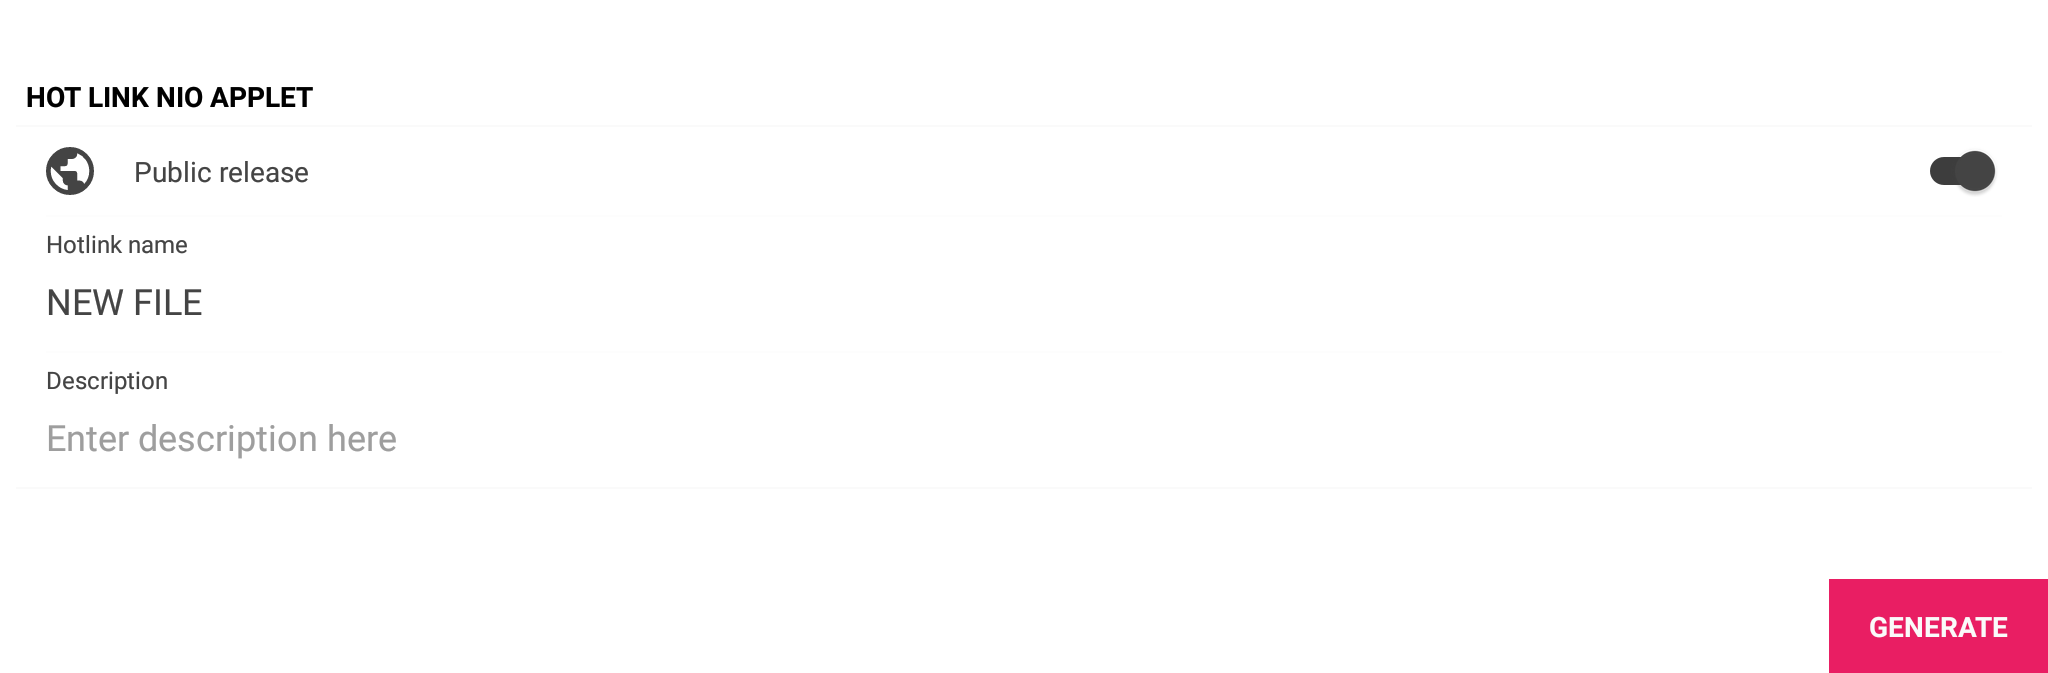 HOT LINK NIO APPLET
Public release
Hotlink name
NEW FILE
Description
Enter description here
GENERATE